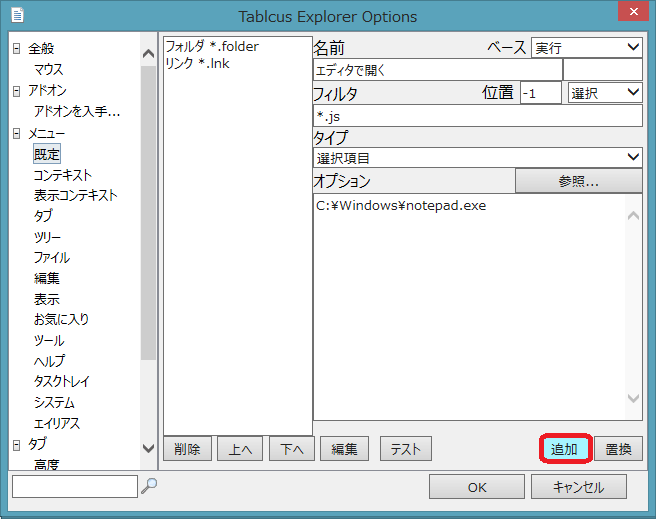 Tablcus Explorer Options
全般
マウス
アドオン
アドオンを入手...
メニュー
既定
コンテキスト
表示コンテキスト
タブ
ツリー
ファイル
編集
表示
お気に入り
ツール
ヘルプ
タスクトレイ
システム
エイリアス
タブ
高度
フォルダ *.folder
リンク *.lnk
名前 ベース 実行
エディタで開く
フィルタ 位置 -1 選択
*.js
タイプ
選択項目
オプション 参照...
C:¥Windows¥notepad.exe
削除 上へ 下へ 編集 テスト 追加 置換
OK キャンセル